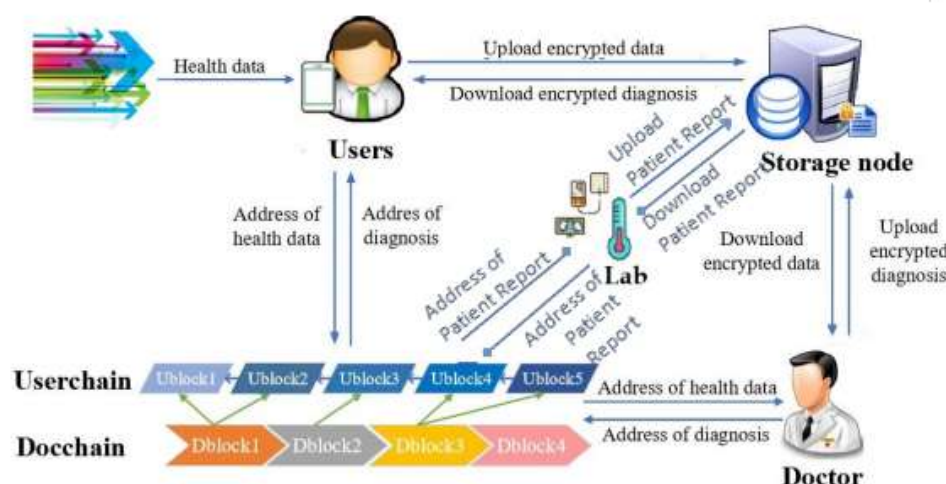 Health data
Upload encrypted data
Download encrypted diagnosis
Users
Storage node
Upload
Patient Report
Download
Patient Report
Lab
Address of
health data
Addres of
diagnosis
Address of
Patient Report
Address of
Patient
Report
Download
encrypted data
Upload
encrypted
diagnosis
Userchain
Ublock1
Ublock2
Ublock3
Ublock4
Ublock5
Address of health data
Address of diagnosis
Docchain
Dblock1
Dblock2
Dblock3
Dblock4
Doctor